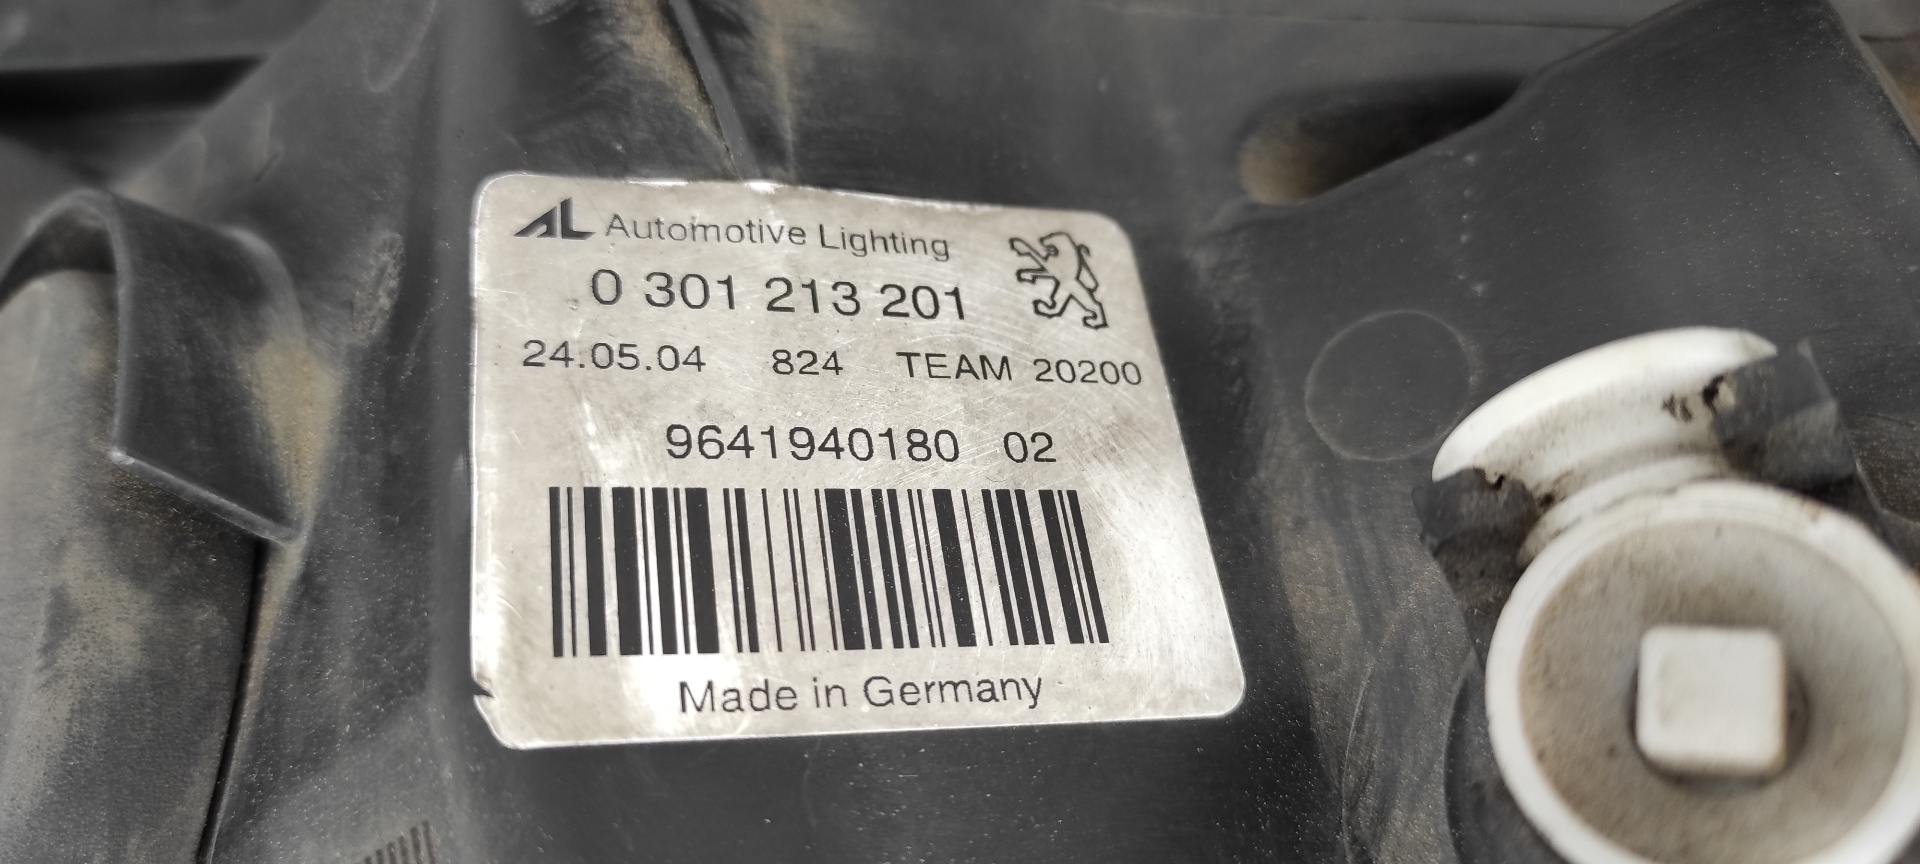 AL Automotive Lighting
0 301 213 201
24.05.04 824 TEAM 20200
9641940180 02
Made in Germany